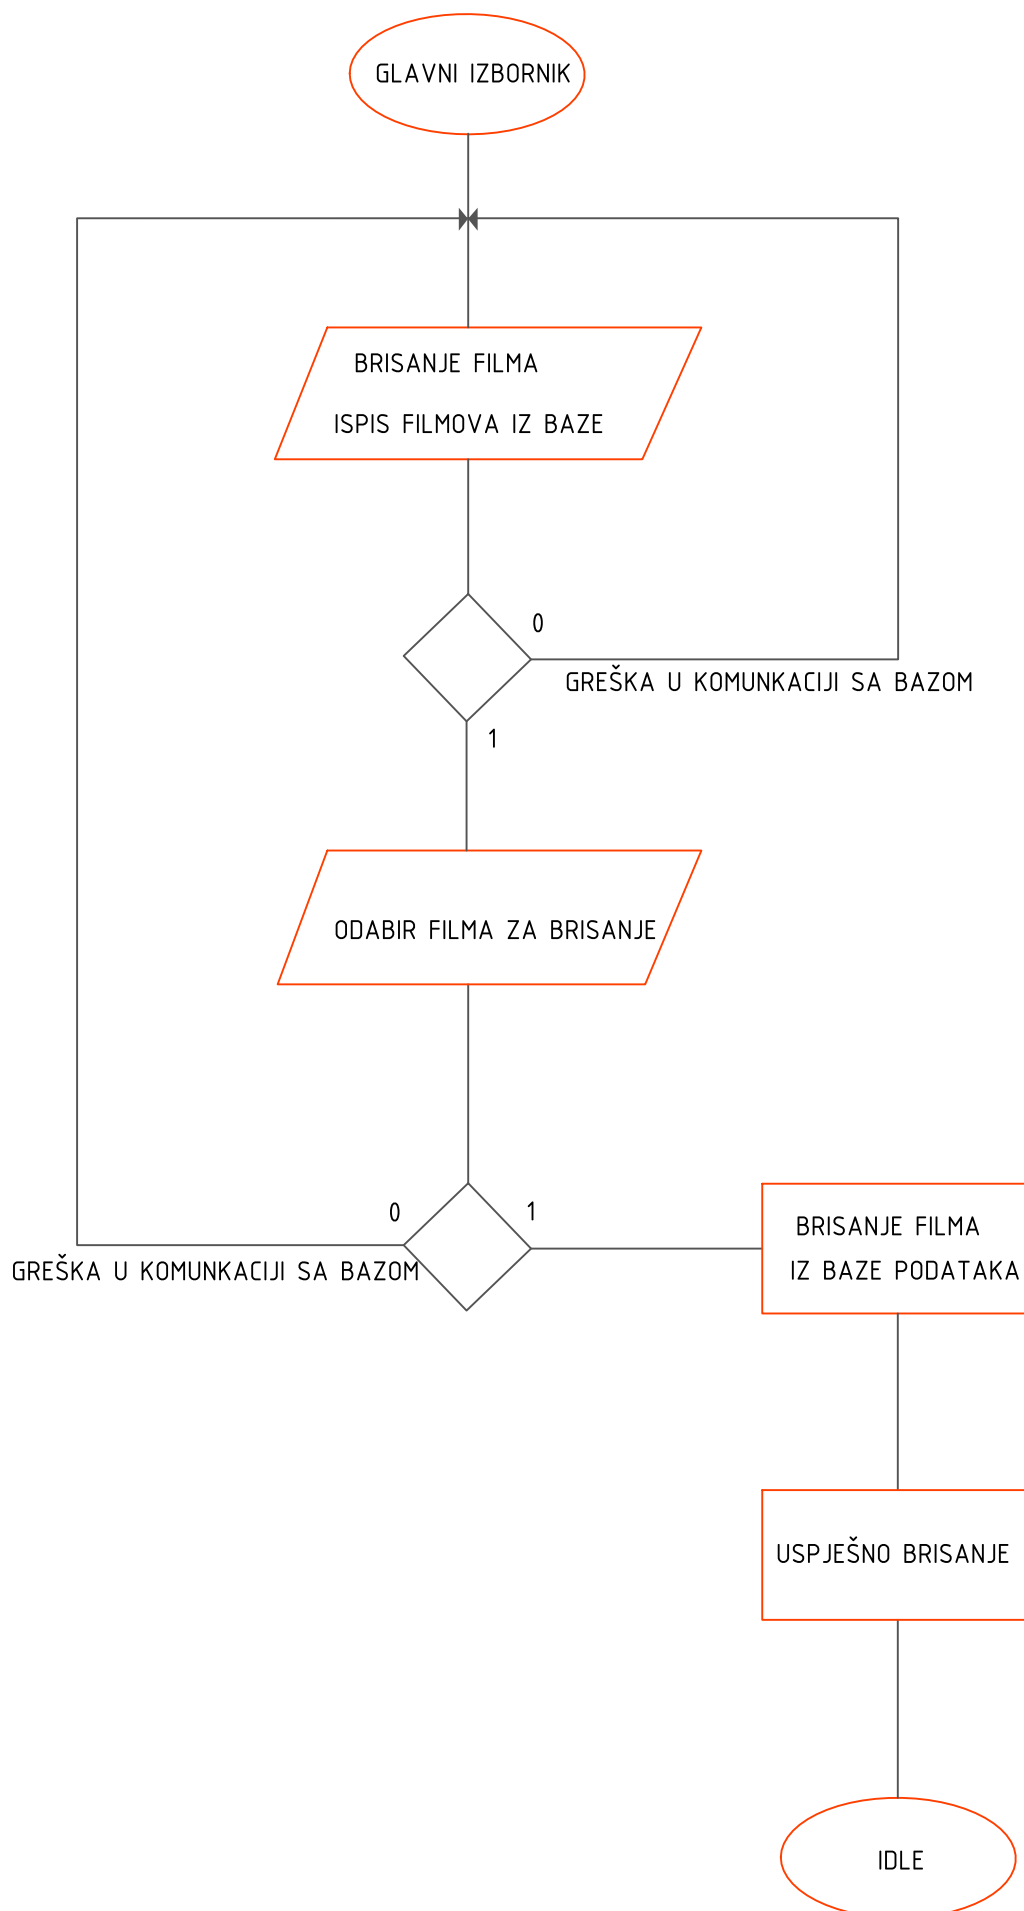 GLAVNI IZBORNIK
BRISANJE FILMA
ISPIS FILMOVA IZ BAZE
0
GREŠKA U KOMUNKACIJI SA BAZOM
1
ODABIR FILMA ZA BRISANJE
0
1
GREŠKA U KOMUNKACIJI SA BAZOM
BRISANJE FILMA
IZ BAZE PODATAKA
USPJEŠNO BRISANJE
IDLE